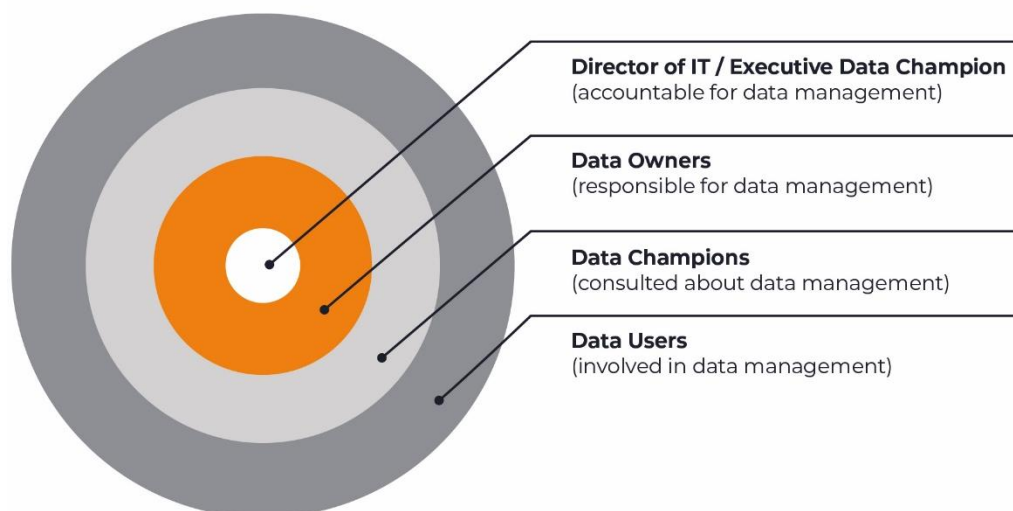 Director of IT / Executive Data Champion
(accountable for data management)
Data Owners
(responsible for data management)
Data Champions
(consulted about data management)
Data Users
(involved in data management)